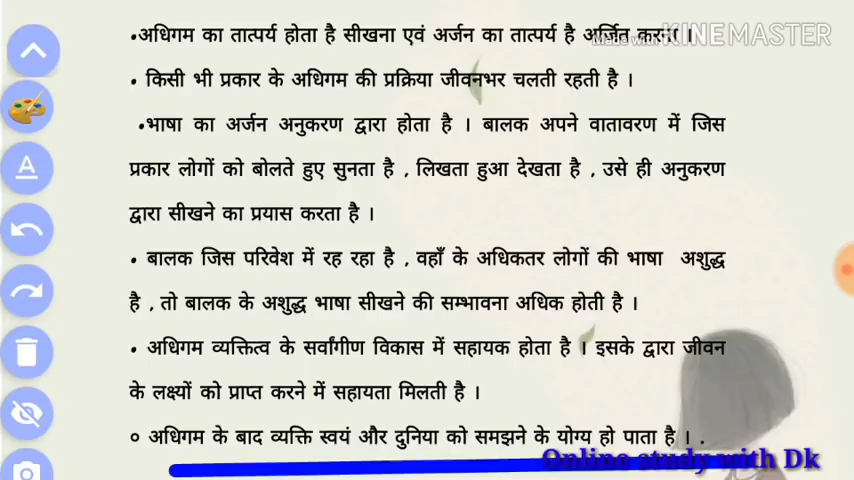 •अधिगम का तात्पर्य होता है सीखना एवं अर्जन का तात्पर्य है अर्जित करना ।
Made with KINEMASTER
• किसी भी प्रकार के अधिगम की प्रक्रिया जीवनभर चलती रहती है ।
•भाषा का अर्जन अनुकरण द्वारा होता है । बालक अपने वातावरण में जिस
प्रकार लोगों को बोलते हुए सुनता है , लिखता हुआ देखता है , उसे ही अनुकरण
द्वारा सीखने का प्रयास करता है ।
• बालक जिस परिवेश में रह रहा है , वहाँ के अधिकतर लोगों की भाषा अशुद्ध
है , तो बालक के अशुद्ध भाषा सीखने की सम्भावना अधिक होती है ।
• अधिगम व्यक्तित्व के सर्वांगीण विकास में सहायक होता है । इसके द्वारा जीवन
के लक्ष्यों को प्राप्त करने में सहायता मिलती है ।
० अधिगम के बाद व्यक्ति स्वयं और दुनिया को समझने के योग्य हो पाता है । .
Online study with Dk
A